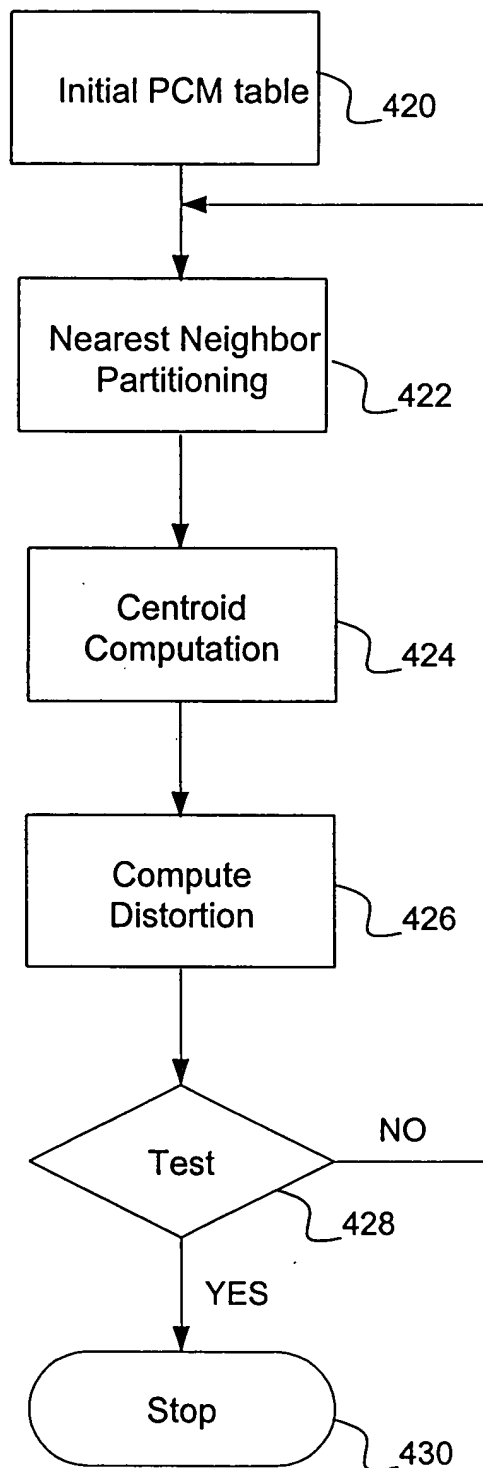 Initial PCM table
420
Nearest Neighbor
Partitioning
422
Centroid
Computation
424
Compute
Distortion
426
Test
NO
428
YES
Stop
430